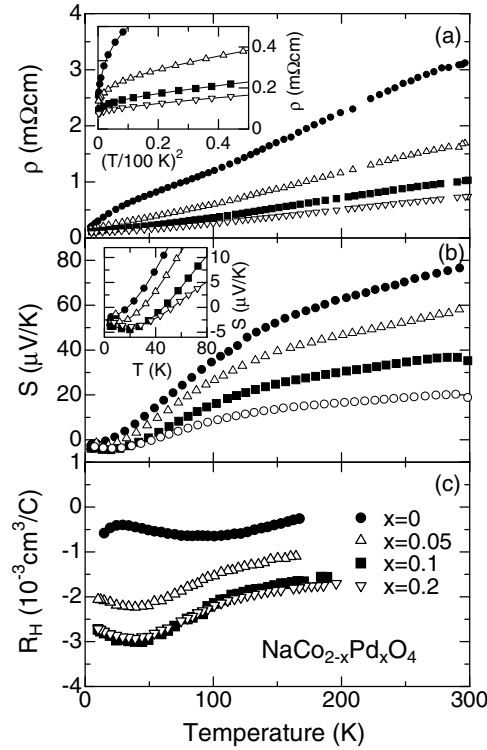 (a)
4
3
2
1
0
ρ (mΩcm)
0.4
0.2
0
ρ (mΩcm)
0 0.2 0.4
(T/100 K)²
(b)
80
60
40
20
0
1
S (μV/K)
10
5
0
-5
S (μV/K)
0 40 80
T (K)
(c)
0
-1
-2
-3
-4
R_H (10⁻³cm³/C)
x=0
x=0.05
x=0.1
x=0.2
NaCo₂₋ₓPdₓO₄
0 100 200 300
Temperature (K)